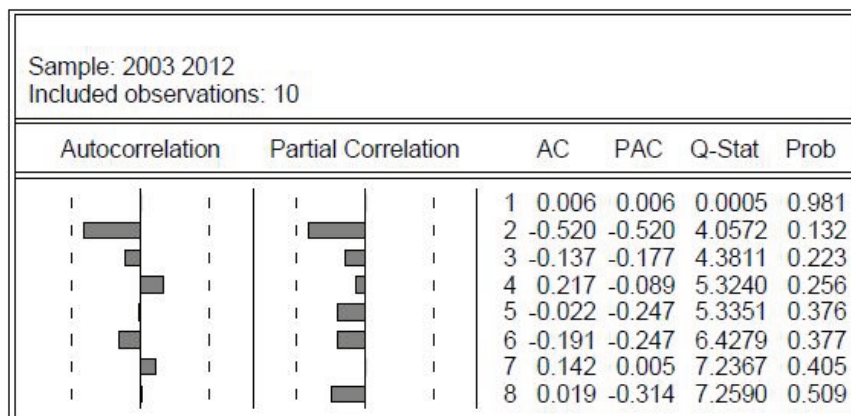 Sample: 2003 2012
Included observations: 10
Autocorrelation Partial Correlation AC PAC Q-Stat Prob
1 0.006 0.006 0.0005 0.981
2 -0.520 -0.520 4.0572 0.132
3 -0.137 -0.177 4.3811 0.223
4 0.217 -0.089 5.3240 0.256
5 -0.022 -0.247 5.3351 0.376
6 -0.191 -0.247 6.4279 0.377
7 0.142 0.005 7.2367 0.405
8 0.019 -0.314 7.2590 0.509